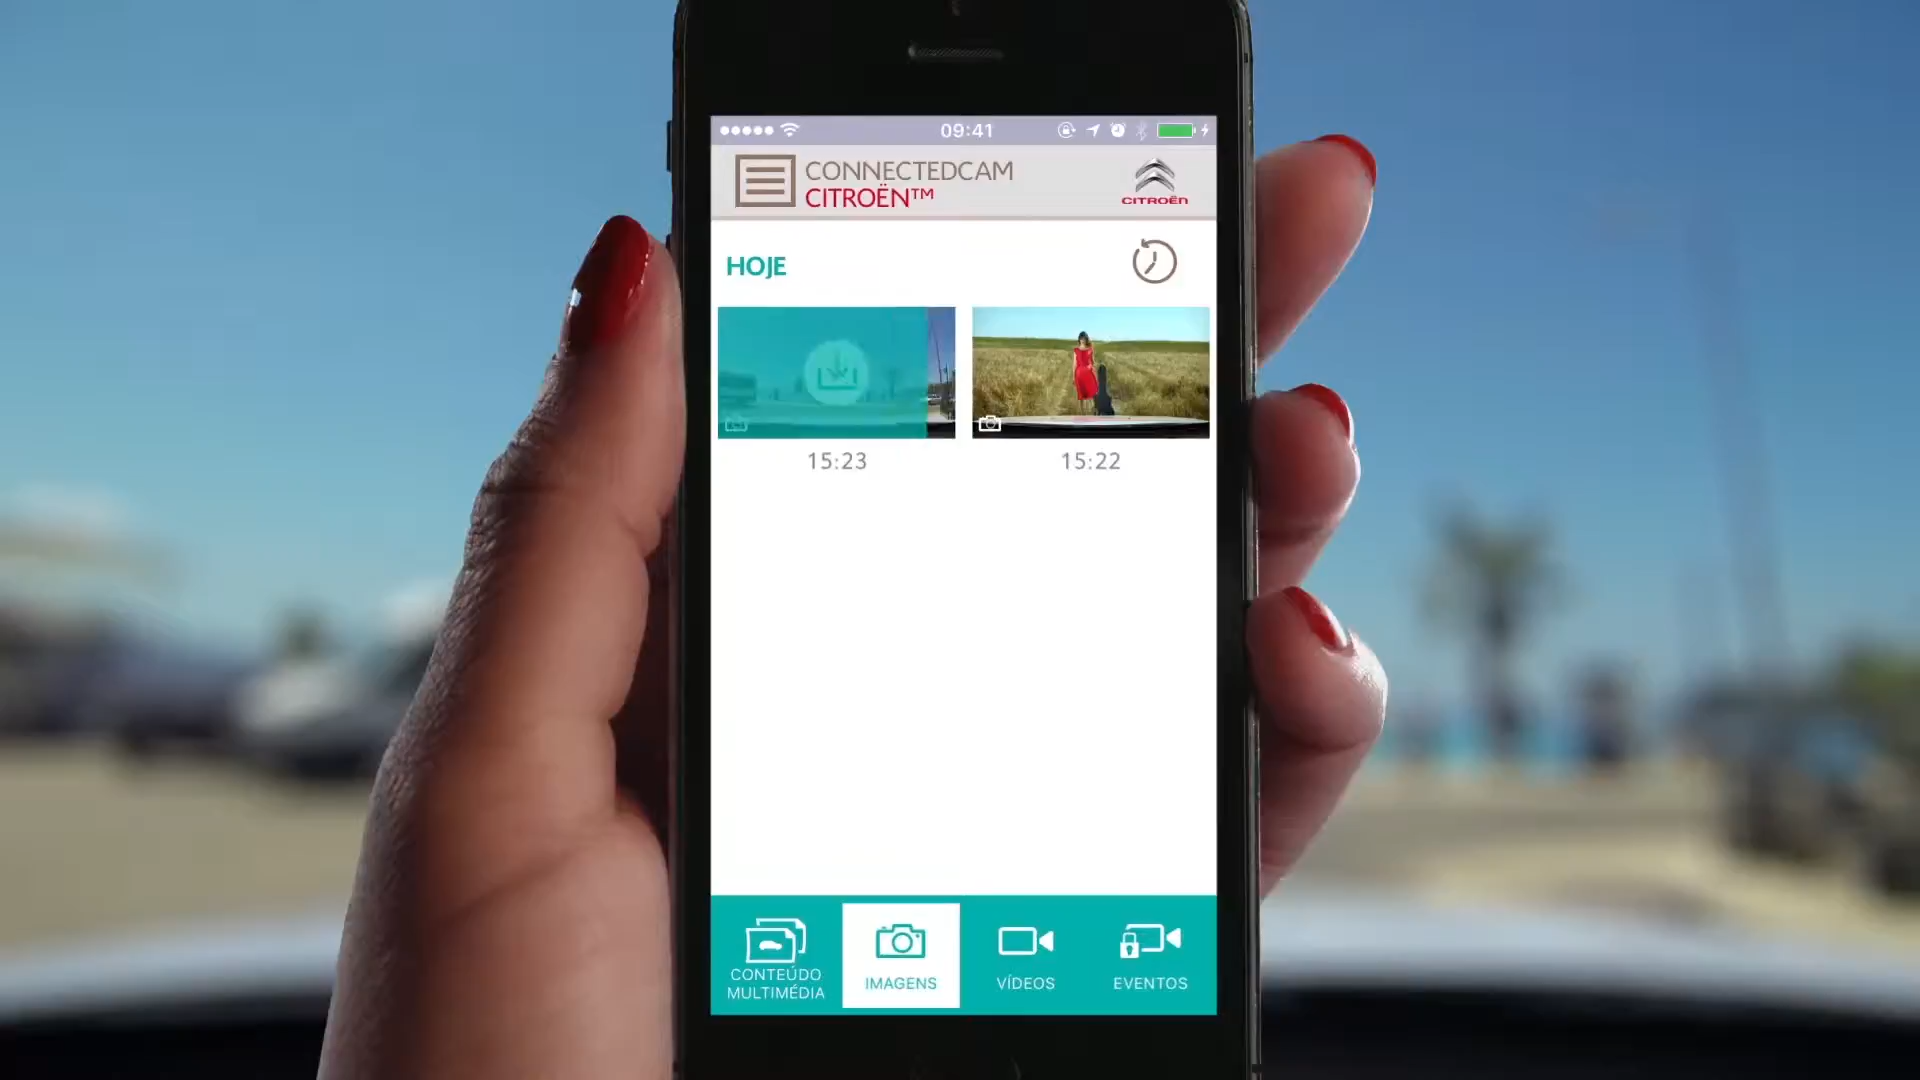 09:41
CONNECTEDCAM
CITROËN™
CITROËN
HOJE
15:23
15:22
CONTEÚDO
MULTIMÉDIA
IMAGENS
VÍDEOS
EVENTOS